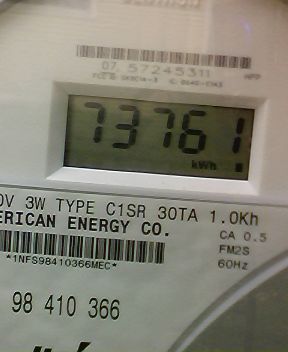 07 57245311
73761
kWh
0V 3W TYPE C1SR 30TA 1.0Kh
ERICAN ENERGY CO.
CA 0.5
*1NFS98410366MEC*
FM2S
60Hz
98 410 366